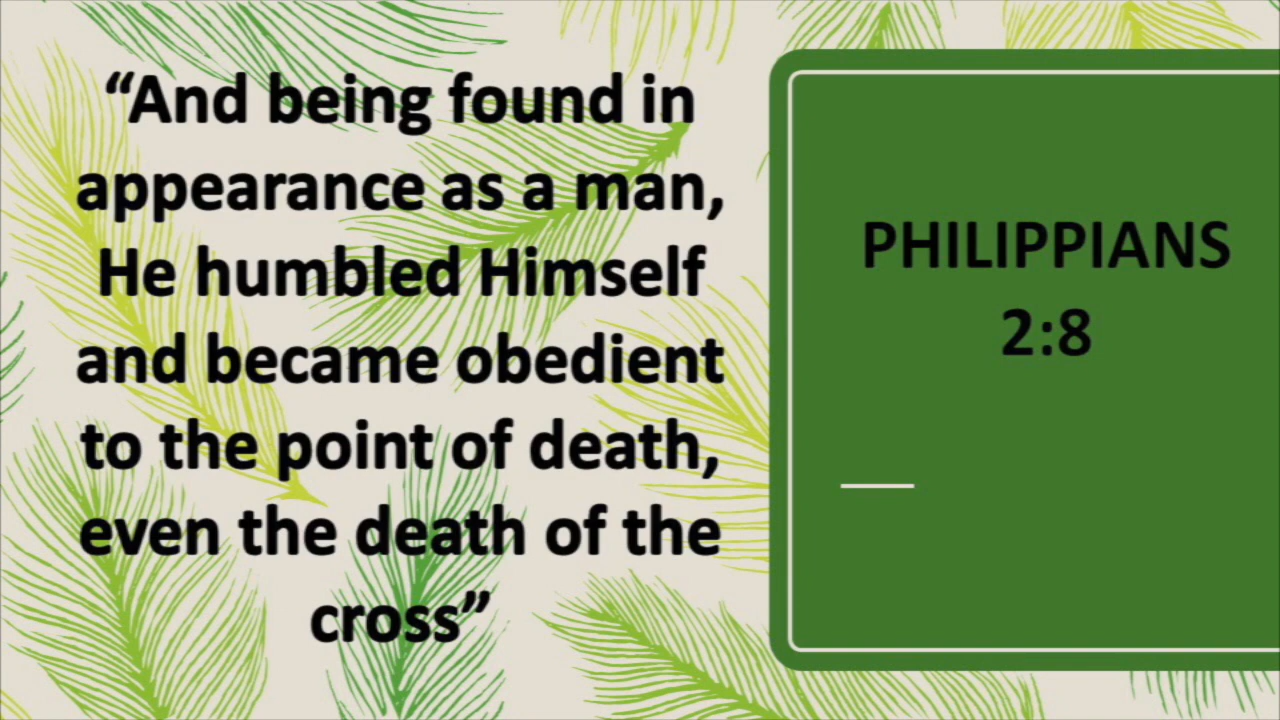 “And being found in
appearance as a man,
He humbled Himself
and became obedient
to the point of death,
even the death of the
cross”
PHILIPPIANS
2:8